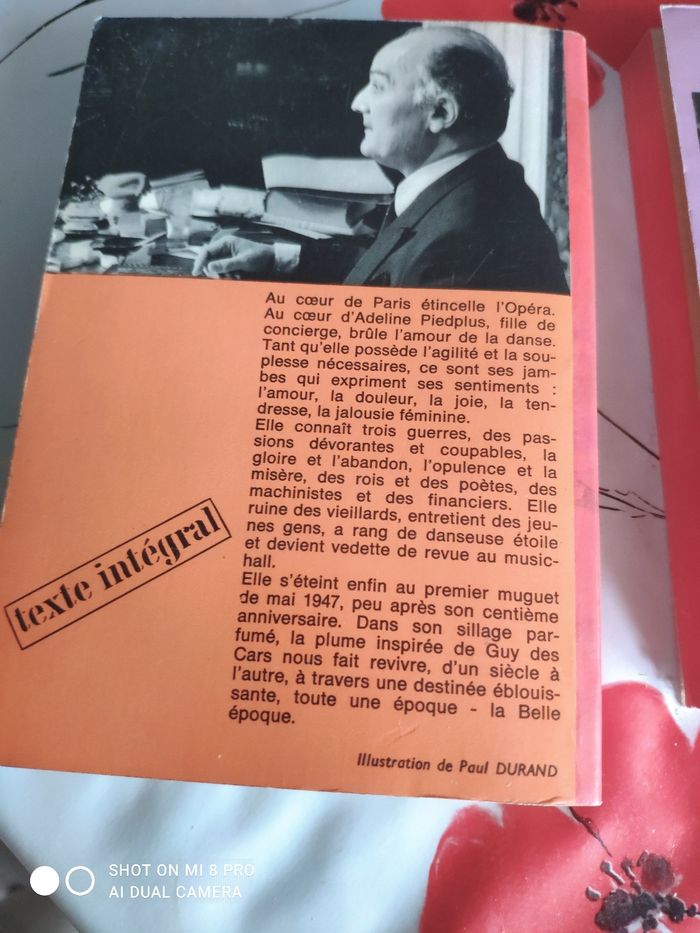 Au cœur de Paris étincelle l'Opéra.
Au cœur d'Adeline Piedplus, fille de
concierge, brûle l'amour de la danse.
Tant qu'elle possède l'agilité et la sou-
plesse nécessaires, ce sont ses jam-
bes qui expriment ses sentiments :
l'amour, la douleur, la joie, la ten-
dresse, la jalousie féminine.
Elle connaît trois guerres, des pas-
sions dévorantes et coupables, la
gloire et l'abandon, l'opulence et la
misère, des rois et des poètes, des
machinistes et des financiers. Elle
ruine des vieillards, entretient des jeu-
nes gens, a rang de danseuse étoile
et devient vedette de revue au music-
hall.
Elle s'éteint enfin au premier muguet
de mai 1947, peu après son centième
anniversaire. Dans son sillage par-
fumé, la plume inspirée de Guy des
Cars nous fait revivre, d'un siècle à
l'autre, à travers une destinée éblouis-
sante, toute une époque - la Belle
époque.
texte intégral
Illustration de Paul DURAND
SHOT ON MI 8 PRO
AI DUAL CAMERA